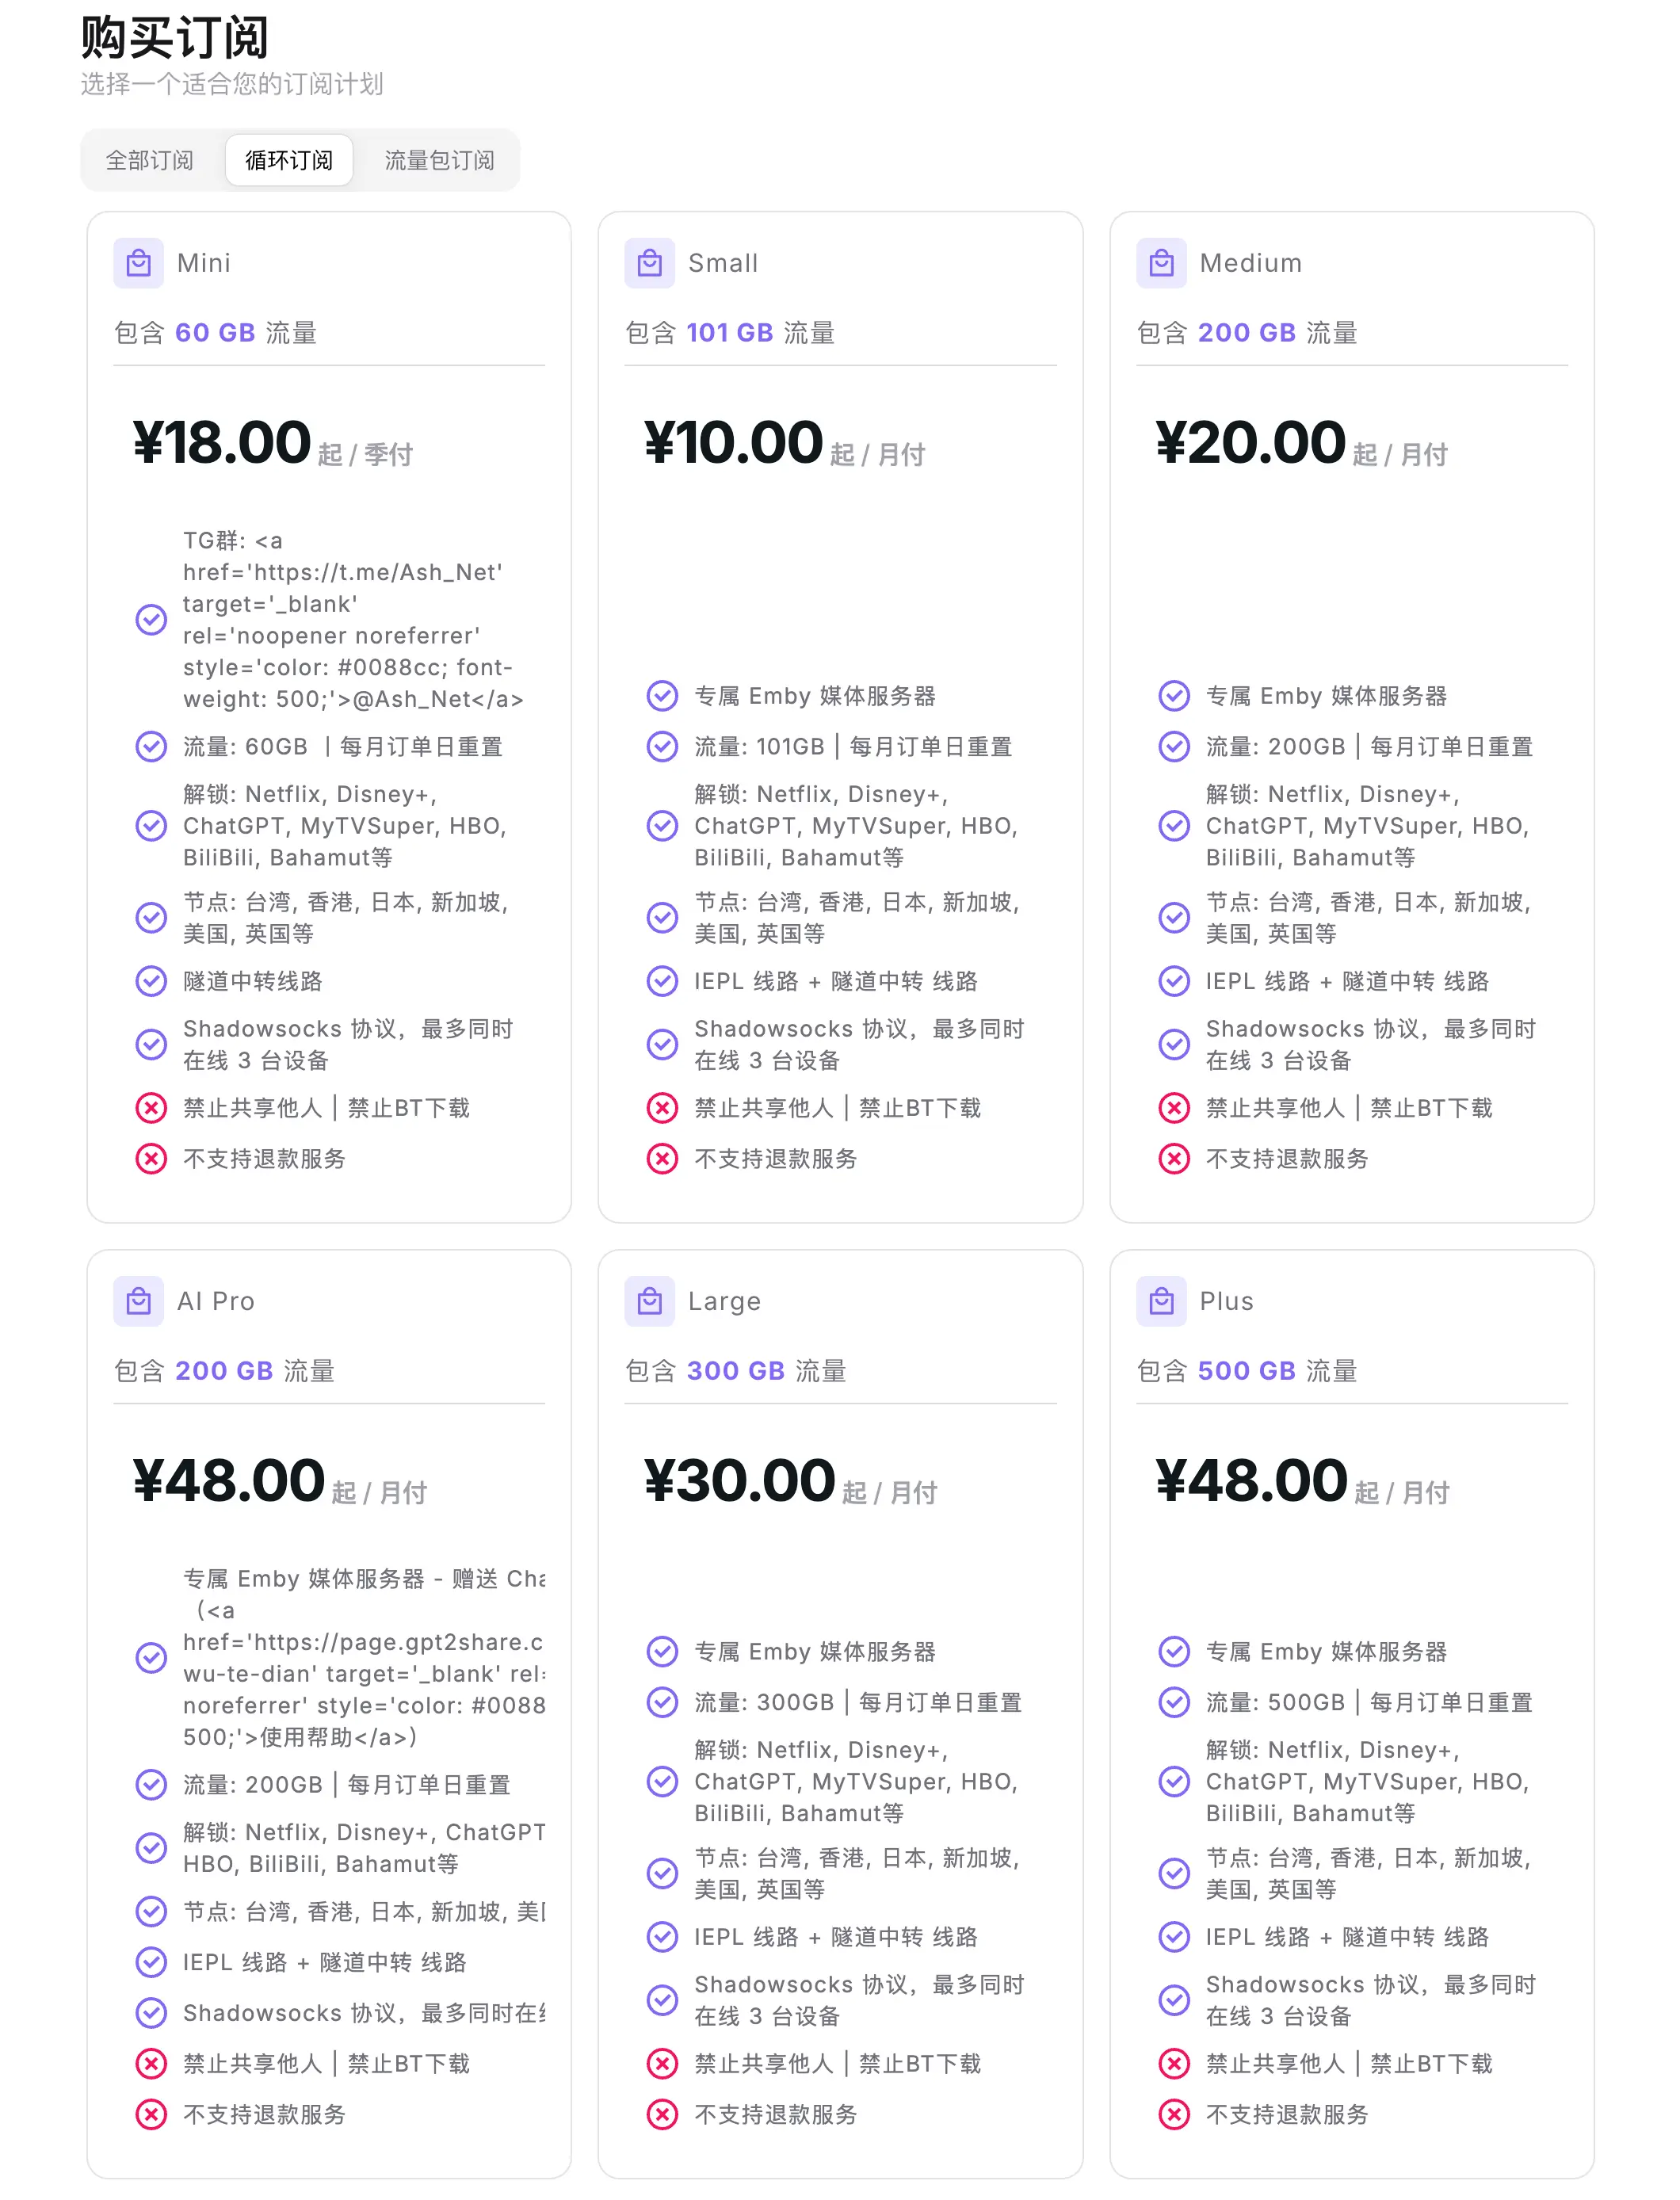 购买订阅
选择一个适合您的订阅计划
全部订阅
循环订阅
流量包订阅
Mini
包含 60 GB 流量
¥18.00 起 / 季付
TG群: <a
href='https://t.me/Ash_Net'
target='_blank'
rel='noopener noreferrer'
style='color: #0088cc; font-
weight: 500;'>@Ash_Net</a>
流量: 60GB ｜每月订单日重置
解锁: Netflix, Disney+,
ChatGPT, MyTVSuper, HBO,
BiliBili, Bahamut等
节点: 台湾, 香港, 日本, 新加坡,
美国, 英国等
隧道中转线路
Shadowsocks 协议，最多同时
在线 3 台设备
禁止共享他人 | 禁止BT下载
不支持退款服务
Small
包含 101 GB 流量
¥10.00 起 / 月付
专属 Emby 媒体服务器
流量: 101GB | 每月订单日重置
解锁: Netflix, Disney+,
ChatGPT, MyTVSuper, HBO,
BiliBili, Bahamut等
节点: 台湾, 香港, 日本, 新加坡,
美国, 英国等
IEPL 线路 + 隧道中转 线路
Shadowsocks 协议，最多同时
在线 3 台设备
禁止共享他人 | 禁止BT下载
不支持退款服务
Medium
包含 200 GB 流量
¥20.00 起 / 月付
专属 Emby 媒体服务器
流量: 200GB | 每月订单日重置
解锁: Netflix, Disney+,
ChatGPT, MyTVSuper, HBO,
BiliBili, Bahamut等
节点: 台湾, 香港, 日本, 新加坡,
美国, 英国等
IEPL 线路 + 隧道中转 线路
Shadowsocks 协议，最多同时
在线 3 台设备
禁止共享他人 | 禁止BT下载
不支持退款服务
AI Pro
包含 200 GB 流量
¥48.00 起 / 月付
专属 Emby 媒体服务器 - 赠送 Cha
（<a
href='https://page.gpt2share.c
wu-te-dian' target='_blank' rel=
noreferrer' style='color: #0088
500;'>使用帮助</a>）
流量: 200GB | 每月订单日重置
解锁: Netflix, Disney+, ChatGPT
HBO, BiliBili, Bahamut等
节点: 台湾, 香港, 日本, 新加坡, 美
IEPL 线路 + 隧道中转 线路
Shadowsocks 协议，最多同时在
禁止共享他人 | 禁止BT下载
不支持退款服务
Large
包含 300 GB 流量
¥30.00 起 / 月付
专属 Emby 媒体服务器
流量: 300GB | 每月订单日重置
解锁: Netflix, Disney+,
ChatGPT, MyTVSuper, HBO,
BiliBili, Bahamut等
节点: 台湾, 香港, 日本, 新加坡,
美国, 英国等
IEPL 线路 + 隧道中转 线路
Shadowsocks 协议，最多同时
在线 3 台设备
禁止共享他人 | 禁止BT下载
不支持退款服务
Plus
包含 500 GB 流量
¥48.00 起 / 月付
专属 Emby 媒体服务器
流量: 500GB | 每月订单日重置
解锁: Netflix, Disney+,
ChatGPT, MyTVSuper, HBO,
BiliBili, Bahamut等
节点: 台湾, 香港, 日本, 新加坡,
美国, 英国等
IEPL 线路 + 隧道中转 线路
Shadowsocks 协议，最多同时
在线 3 台设备
禁止共享他人 | 禁止BT下载
不支持退款服务